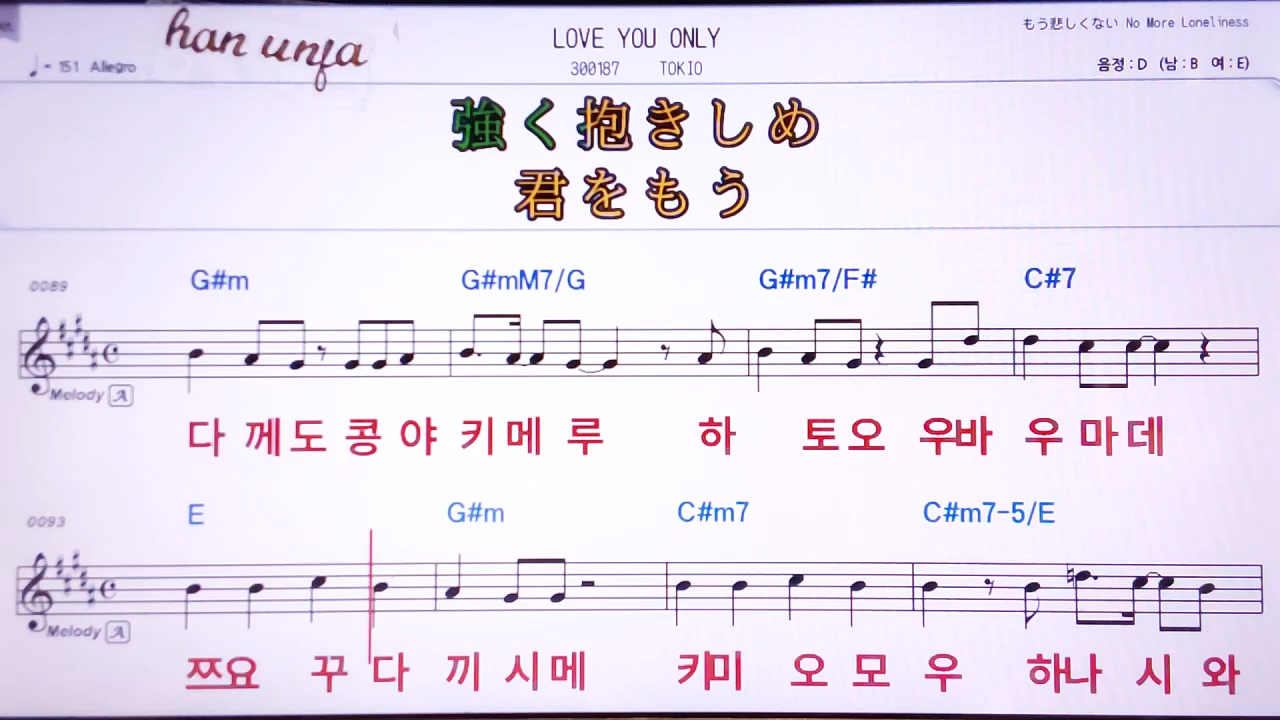 han unfa
LOVE YOU ONLY
もう悲しくない No More Loneliness
♩= 151 Allegro
300187 TOKIO
음정:D (남:B 여:E)
強く抱きしめ
君をもう
0089 G#m G#mM7/G G#m7/F# C#7
Melody A
다 께도 콩 야 키메 루 하 토오 우바 우 마데
0093 E G#m C#m7 C#m7-5/E
Melody A
쯔요 꾸 다 끼 시메 키미 오 모 우 하나 시 와